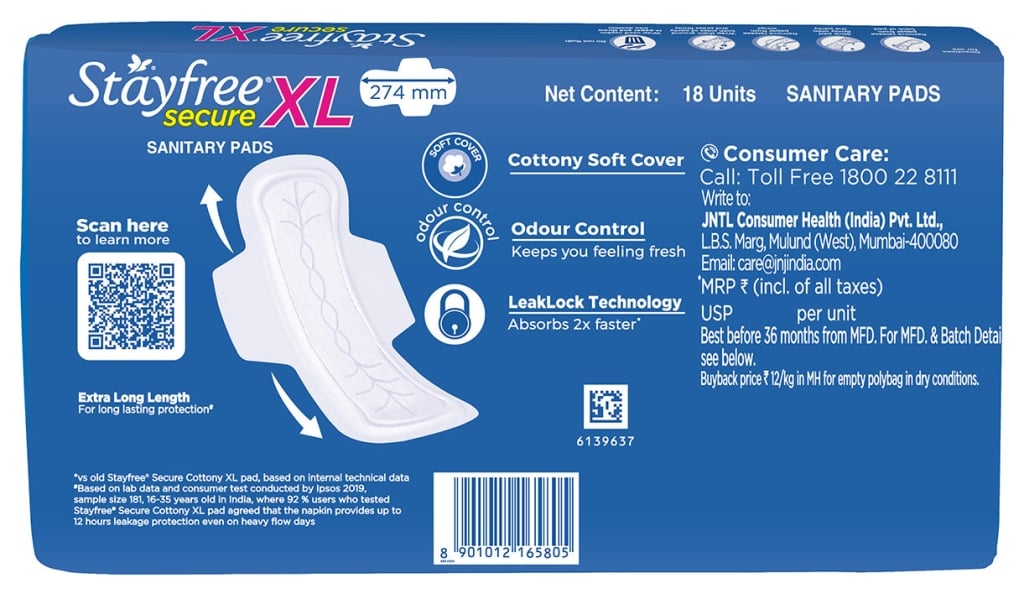 Stayfree®
secure XL
SANITARY PADS
274 mm
Net Content: 18 Units SANITARY PADS
Scan here
to learn more
Extra Long Length
For long lasting protection#
SOFT COVER
Cottony Soft Cover
odour control
Odour Control
Keeps you feeling fresh
LeakLock Technology
Absorbs 2x faster*
6139637
Consumer Care:
Call: Toll Free 1800 22 8111
Write to:
JNTL Consumer Health (India) Pvt. Ltd.,
L.B.S. Marg, Mulund (West), Mumbai-400080
Email: care@jnjindia.com
*MRP ₹ (incl. of all taxes)
USP per unit
Best before 36 months from MFD. For MFD. & Batch Detai
see below.
Buyback price ₹ 12/kg in MH for empty polybag in dry conditions.
*vs old Stayfree® Secure Cottony XL pad, based on internal technical data
#Based on lab data and consumer test conducted by Ipsos 2019,
sample size 181, 16-35 years old in India, where 92 % users who tested
Stayfree® Secure Cottony XL pad agreed that the napkin provides up to
12 hours leakage protection even on heavy flow days
8 901012 165805
Stayfree
secure XL